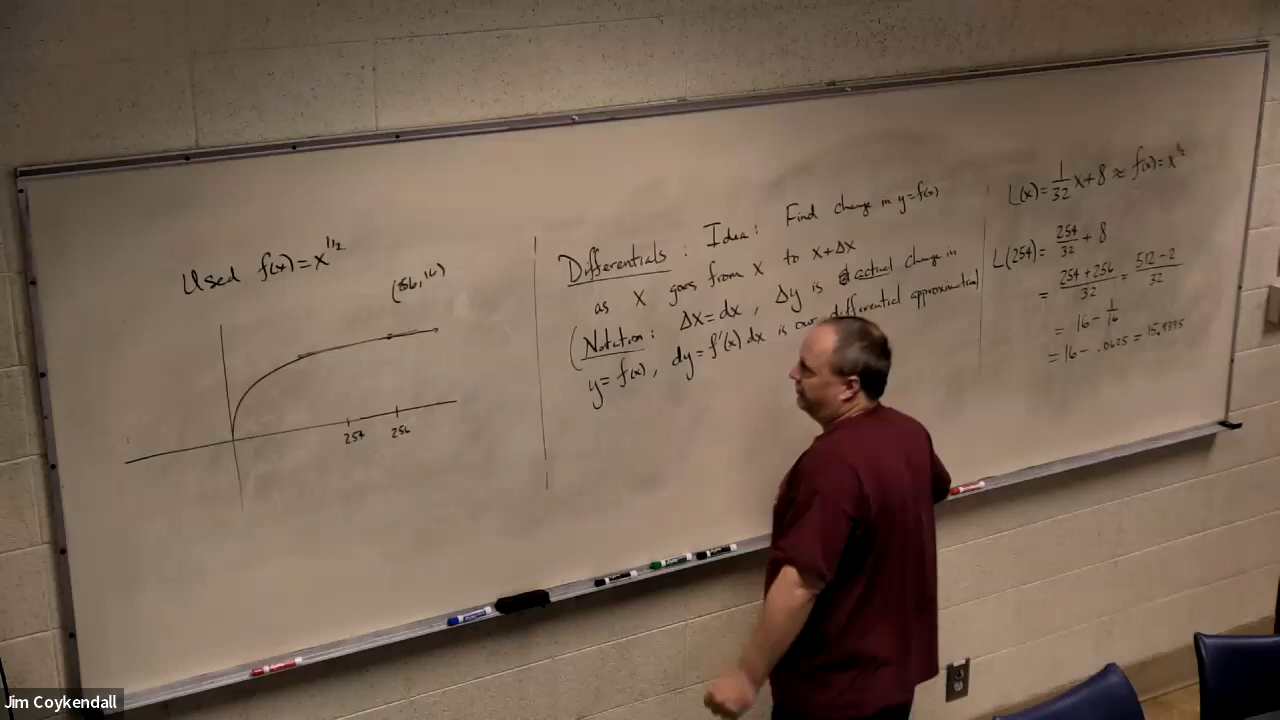 Used f(x)=x^1/2
(256,16)
254 256
Differentials: Idea: Find change in y=f(x)
as x goes from x to x+Δx
(Notation: Δx=dx, Δy is actual change in
y=f(x), dy=f'(x)dx is our differential approximation)
L(x)=1/32 x+8≈f(x)=x^1/2
L(254)=254/32+8
=254+256/32=512-2/32
=16-1/16
=16-.0625=15.9375
Jim Coykendall